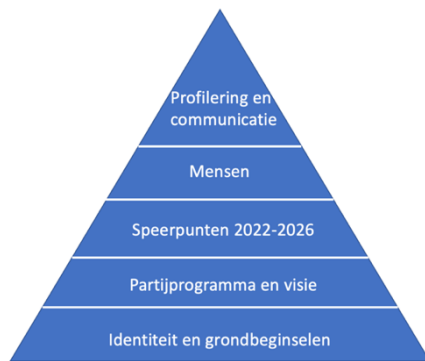 Profilering en
communicatie
Mensen
Speerpunten 2022-2026
Partijprogramma en visie
Identiteit en grondbeginselen